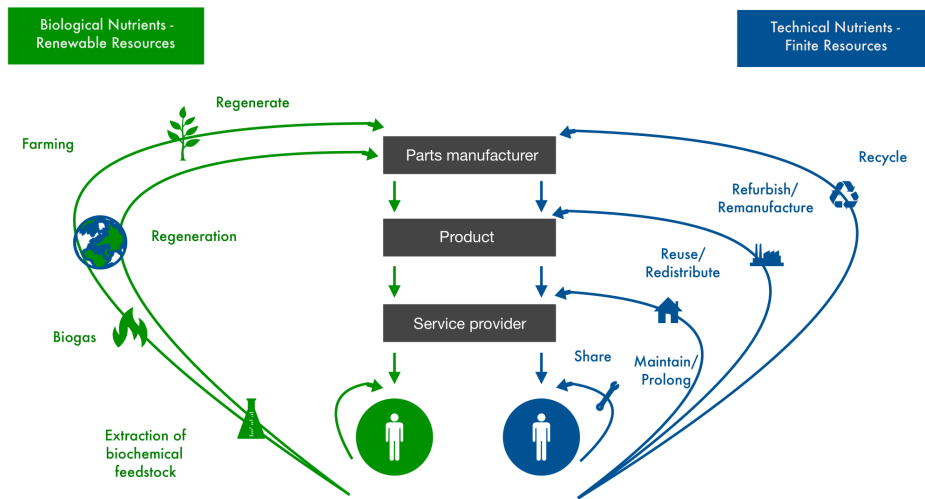 Biological Nutrients -
Renewable Resources
Technical Nutrients -
Finite Resources
Regenerate
Farming
Parts manufacturer
Recycle
Refurbish/
Remanufacture
Regeneration
Product
Reuse/
Redistribute
Biogas
Service provider
Share
Maintain/
Prolong
Extraction of
biochemical
feedstock